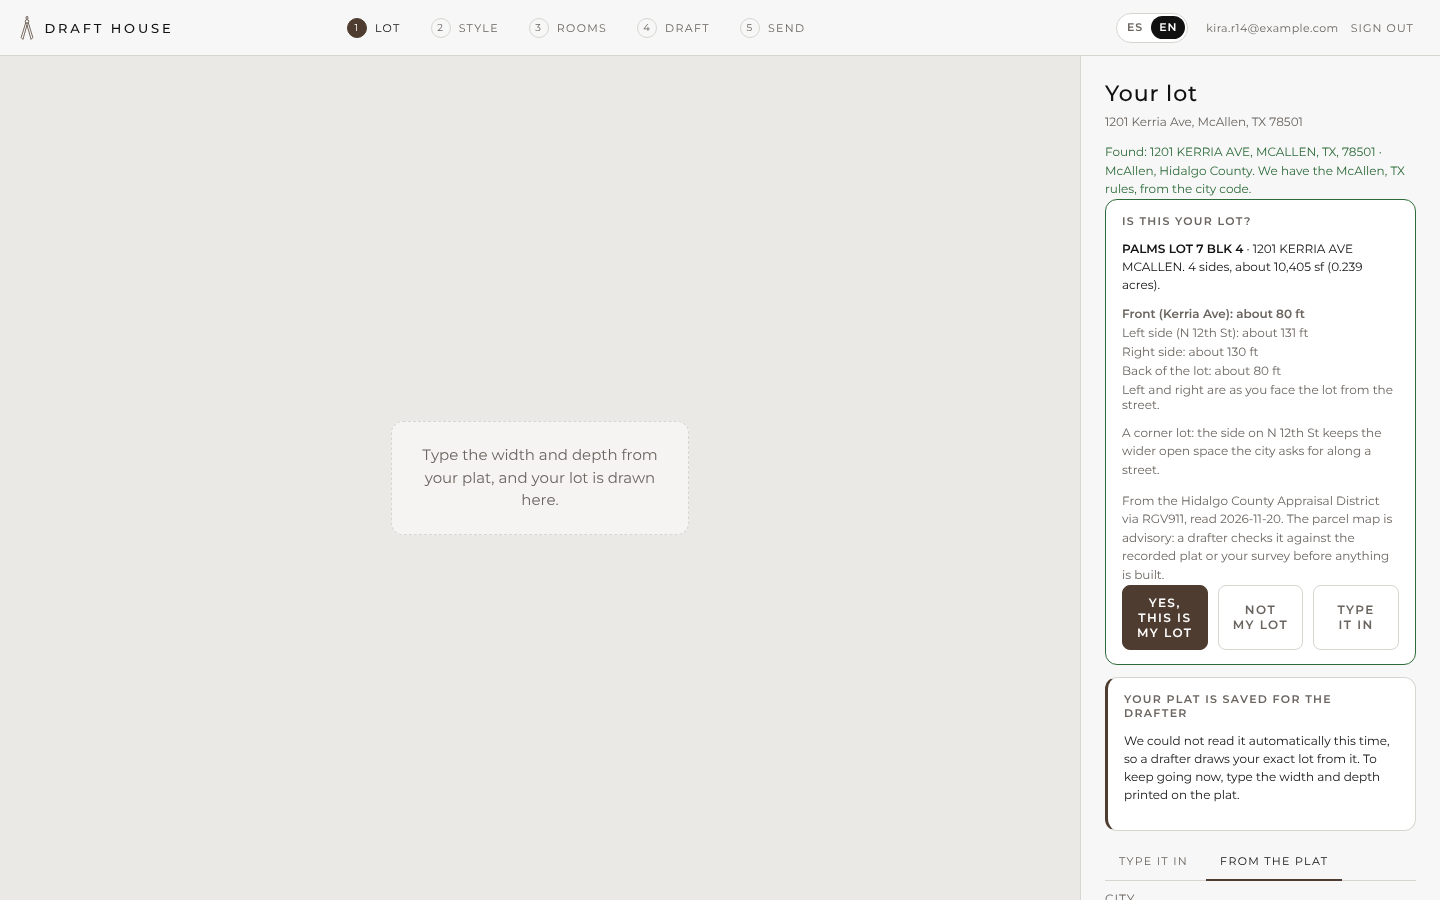 DRAFT HOUSE
1 LOT
2 STYLE
3 ROOMS
4 DRAFT
5 SEND
ES EN
kira.r14@example.com
SIGN OUT
Type the width and depth from
your plat, and your lot is drawn
here.
Your lot
1201 Kerria Ave, McAllen, TX 78501
Found: 1201 KERRIA AVE, MCALLEN, TX, 78501 ·
McAllen, Hidalgo County. We have the McAllen, TX
rules, from the city code.
IS THIS YOUR LOT?
PALMS LOT 7 BLK 4 · 1201 KERRIA AVE
MCALLEN. 4 sides, about 10,405 sf (0.239
acres).
Front (Kerria Ave): about 80 ft
Left side (N 12th St): about 131 ft
Right side: about 130 ft
Back of the lot: about 80 ft
Left and right are as you face the lot from the
street.
A corner lot: the side on N 12th St keeps the
wider open space the city asks for along a
street.
From the Hidalgo County Appraisal District
via RGV911, read 2026-11-20. The parcel map is
advisory: a drafter checks it against the
recorded plat or your survey before anything
is built.
YES,
THIS IS
MY LOT
NOT
MY LOT
TYPE
IT IN
YOUR PLAT IS SAVED FOR THE
DRAFTER
We could not read it automatically this time,
so a drafter draws your exact lot from it. To
keep going now, type the width and depth
printed on the plat.
TYPE IT IN
FROM THE PLAT
CITY